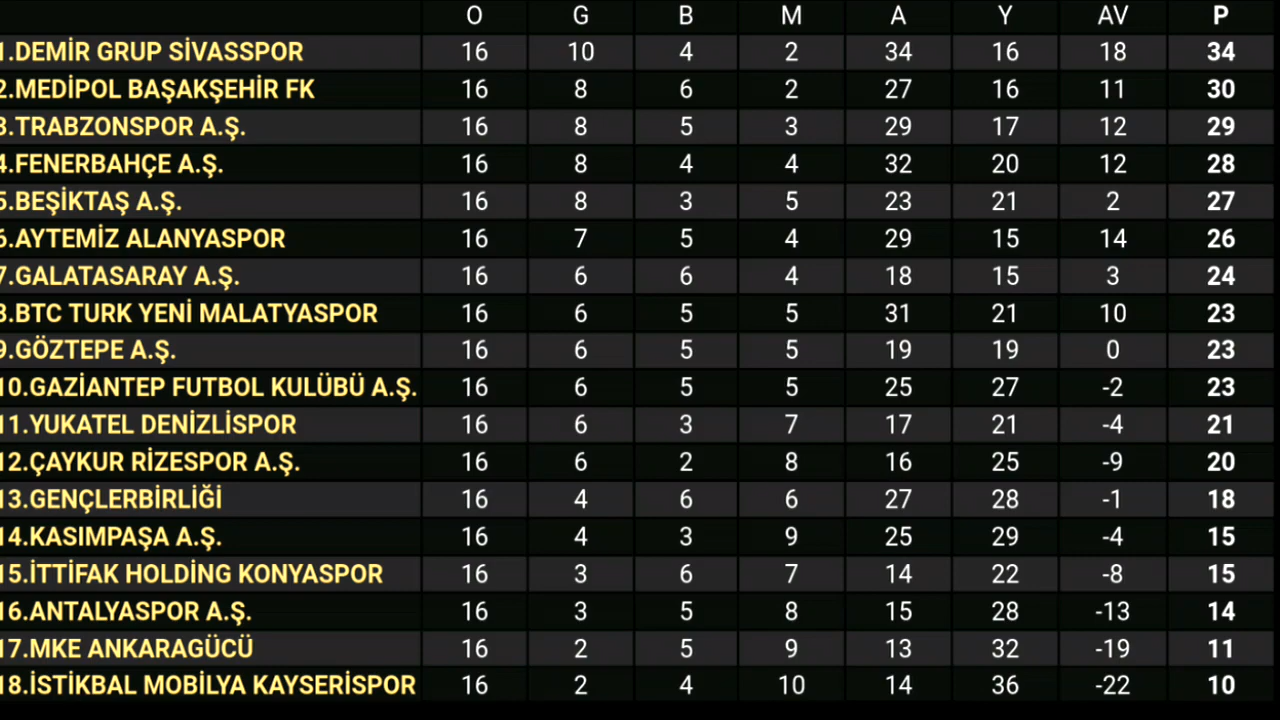 O G B M A Y AV P
1.DEMİR GRUP SİVASSPOR 16 10 4 2 34 16 18 34
2.MEDİPOL BAŞAKŞEHİR FK 16 8 6 2 27 16 11 30
3.TRABZONSPOR A.Ş. 16 8 5 3 29 17 12 29
4.FENERBAHÇE A.Ş. 16 8 4 4 32 20 12 28
5.BEŞİKTAŞ A.Ş. 16 8 3 5 23 21 2 27
6.AYTEMİZ ALANYASPOR 16 7 5 4 29 15 14 26
7.GALATASARAY A.Ş. 16 6 6 4 18 15 3 24
8.BTC TURK YENİ MALATYASPOR 16 6 5 5 31 21 10 23
9.GÖZTEPE A.Ş. 16 6 5 5 19 19 0 23
10.GAZİANTEP FUTBOL KULÜBÜ A.Ş. 16 6 5 5 25 27 -2 23
11.YUKATEL DENİZLİSPOR 16 6 3 7 17 21 -4 21
12.ÇAYKUR RİZESPOR A.Ş. 16 6 2 8 16 25 -9 20
13.GENÇLERBİRLİĞİ 16 4 6 6 27 28 -1 18
14.KASIMPAŞA A.Ş. 16 4 3 9 25 29 -4 15
15.İTTİFAK HOLDİNG KONYASPOR 16 3 6 7 14 22 -8 15
16.ANTALYASPOR A.Ş. 16 3 5 8 15 28 -13 14
17.MKE ANKARAGÜCÜ 16 2 5 9 13 32 -19 11
18.İSTİKBAL MOBİLYA KAYSERİSPOR 16 2 4 10 14 36 -22 10